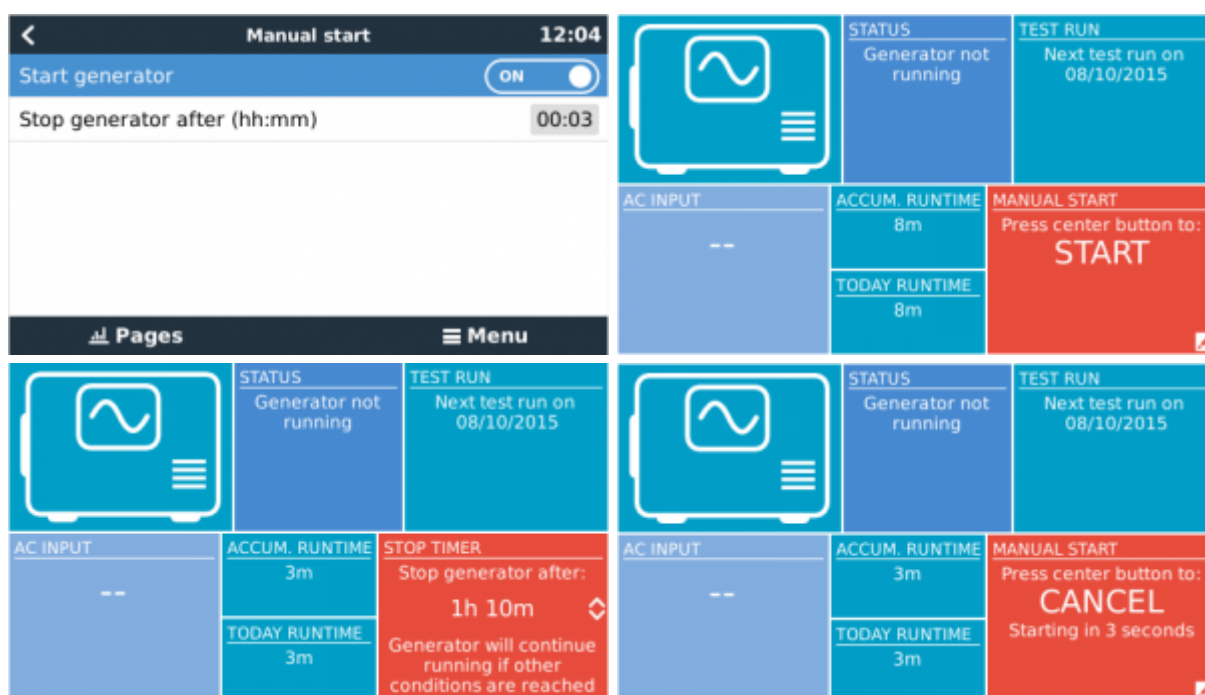 Manual start 12:04
Start generator ON
Stop generator after (hh:mm) 00:03
Pages Menu
STATUS
Generator not
running
TEST RUN
Next test run on
08/10/2015
AC INPUT
--
ACCUM. RUNTIME
8m
TODAY RUNTIME
8m
MANUAL START
Press center button to:
START
STATUS
Generator not
running
TEST RUN
Next test run on
08/10/2015
AC INPUT
--
ACCUM. RUNTIME
3m
TODAY RUNTIME
3m
STOP TIMER
Stop generator after:
1h 10m
Generator will continue
running if other
conditions are reached
STATUS
Generator not
running
TEST RUN
Next test run on
08/10/2015
AC INPUT
--
ACCUM. RUNTIME
3m
TODAY RUNTIME
3m
MANUAL START
Press center button to:
CANCEL
Starting in 3 seconds